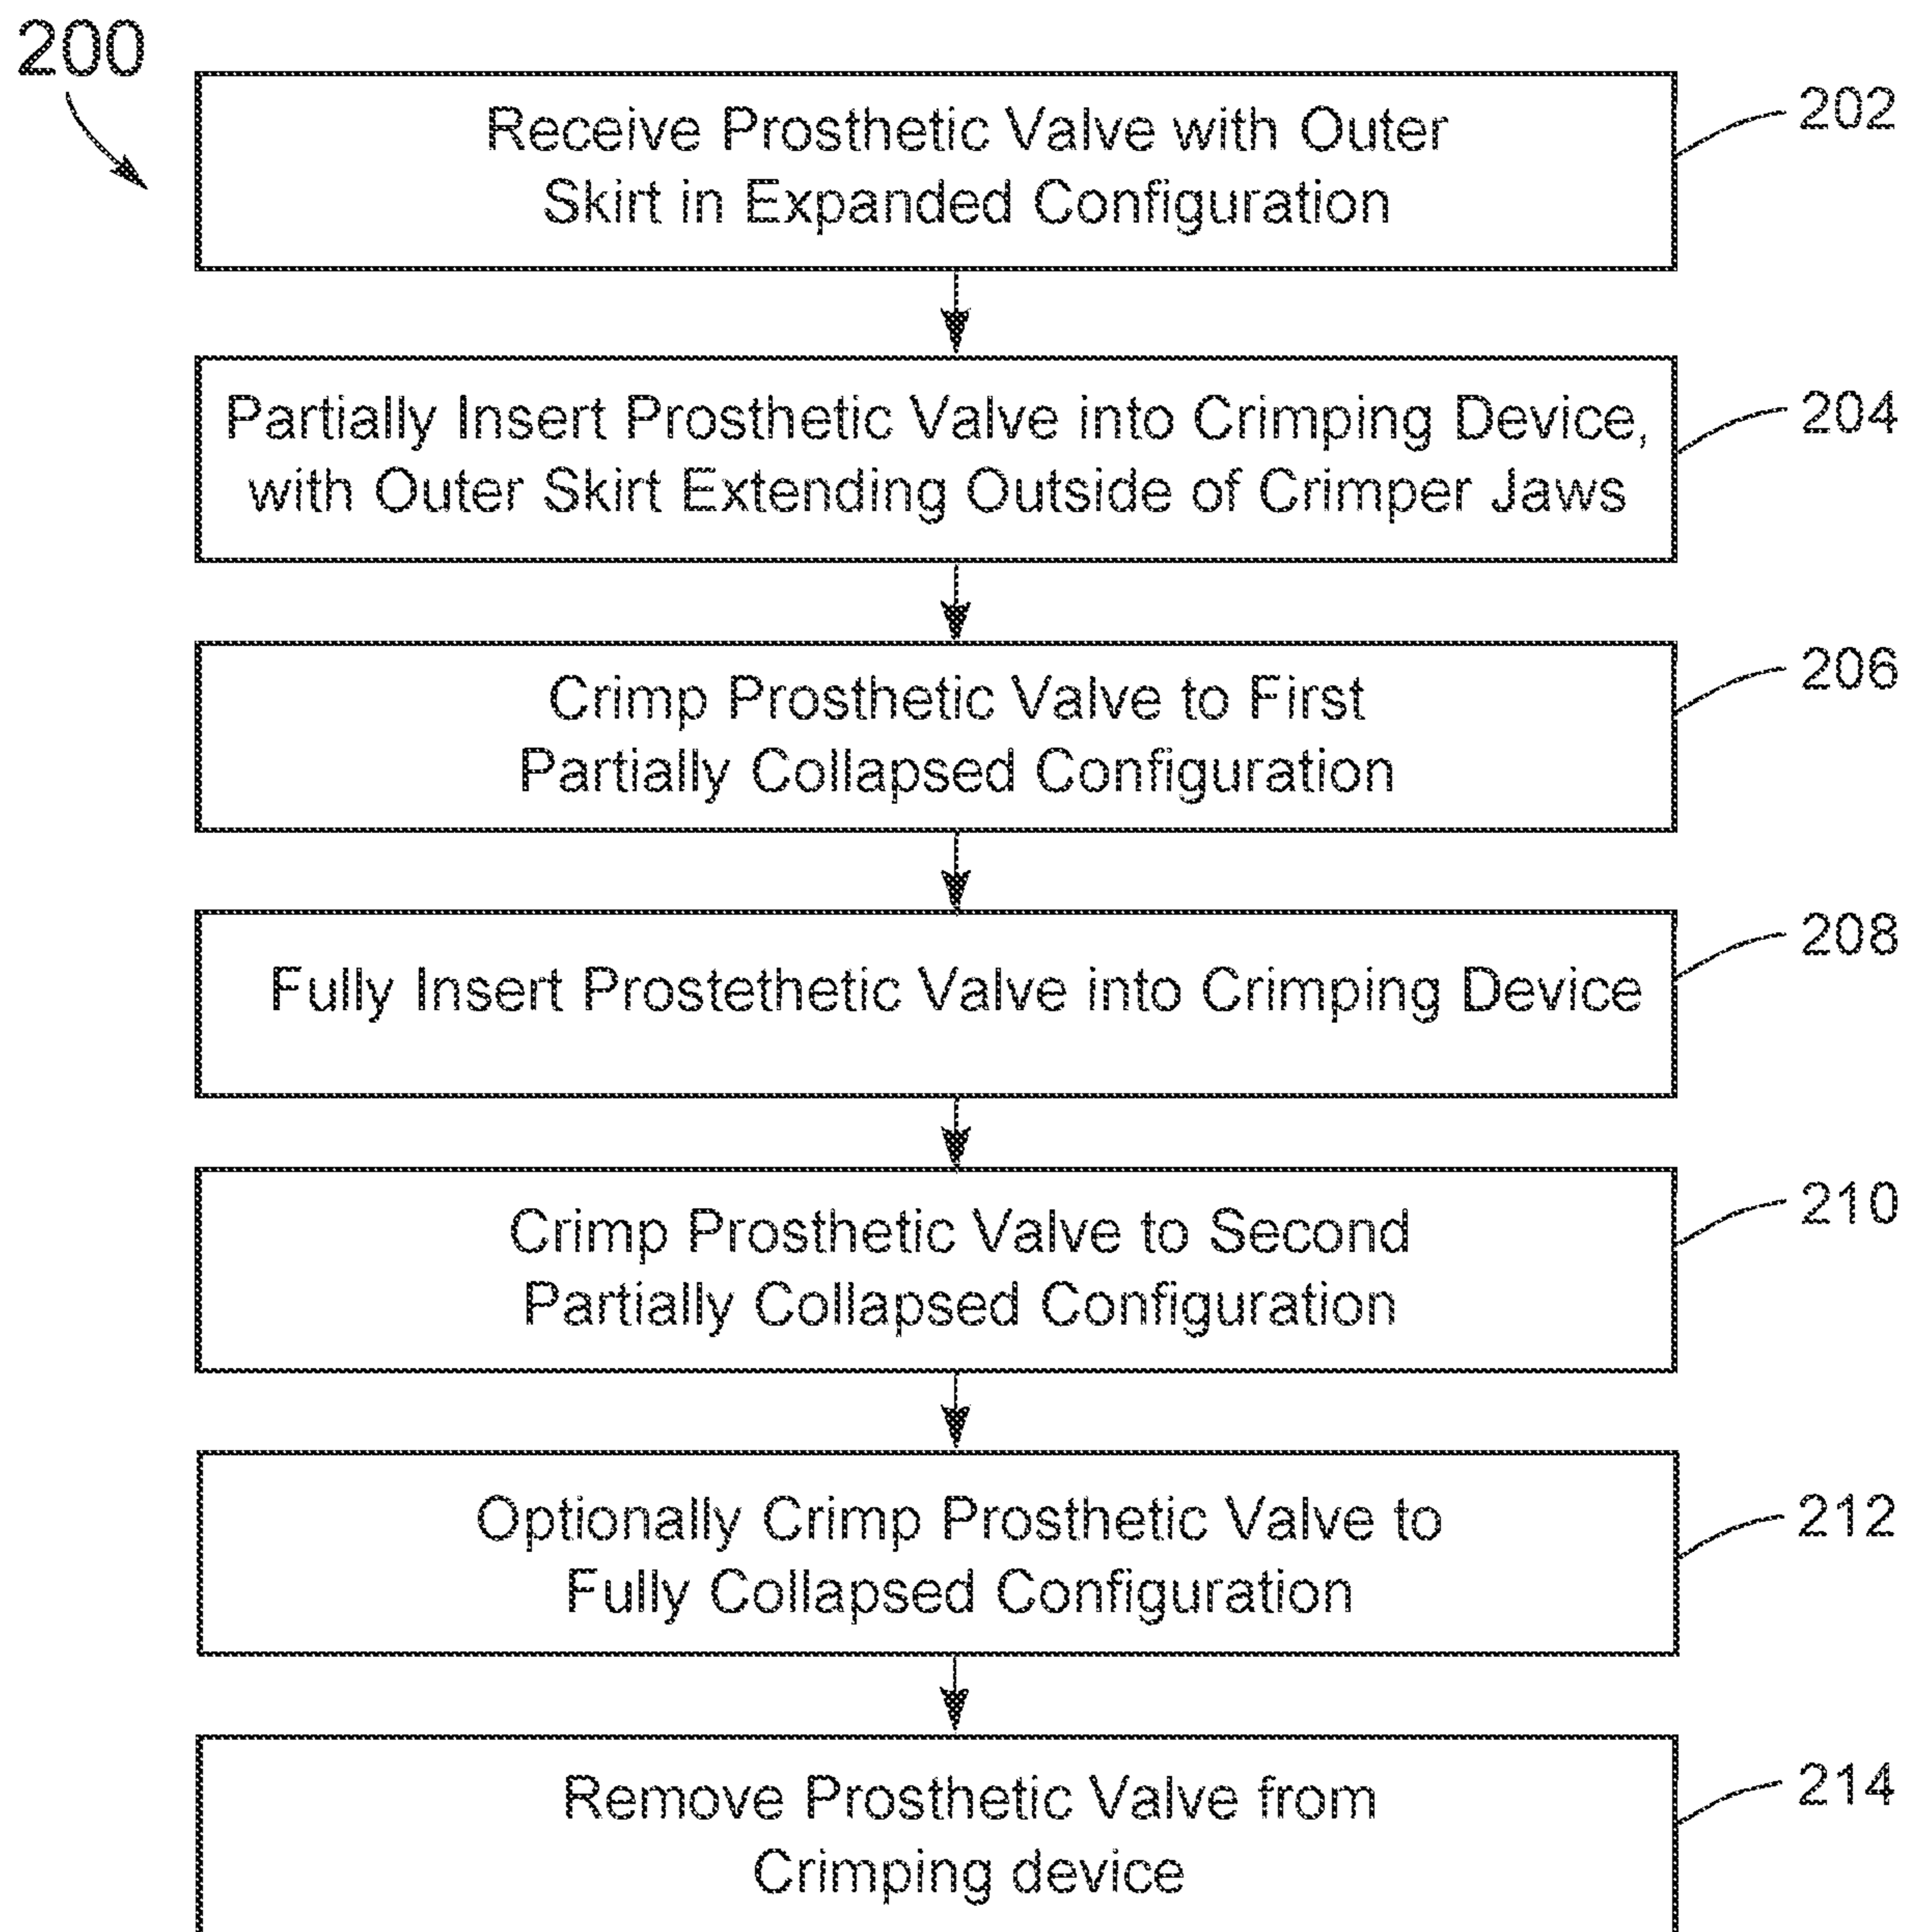 200
Receive Prosthetic Valve with Outer
Skirt in Expanded Configuration
202
Partially Insert Prosthetic Valve into Crimping Device,
with Outer Skirt Extending Outside of Crimper Jaws
204
Crimp Prosthetic Valve to First
Partially Collapsed Configuration
206
Fully Insert Prostethetic Valve into Crimping Device
208
Crimp Prosthetic Valve to Second
Partially Collapsed Configuration
210
Optionally Crimp Prosthetic Valve to
Fully Collapsed Configuration
212
Remove Prosthetic Valve from
Crimping device
214